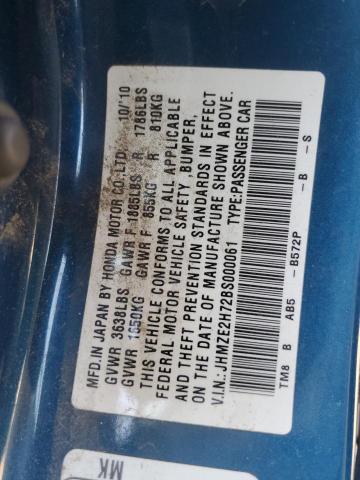 MFD. IN JAPAN BY HONDA MOTOR CO., LTD. 10/'10
GVWR 3638LBS GAWR F 1885LBS R 1786LBS
GVWR 1650KG GAWR F 855KG R 810KG
THIS VEHICLE CONFORMS TO ALL APPLICABLE
FEDERAL MOTOR VEHICLE SAFETY, BUMPER,
AND THEFT PREVENTION STANDARDS IN EFFECT
ON THE DATE OF MANUFACTURE SHOWN ABOVE.
V.I.N.: JHMZE2H72BS000061 TYPE:PASSENGER CAR
TM8 AB5 - B572P - B - S
B
MK